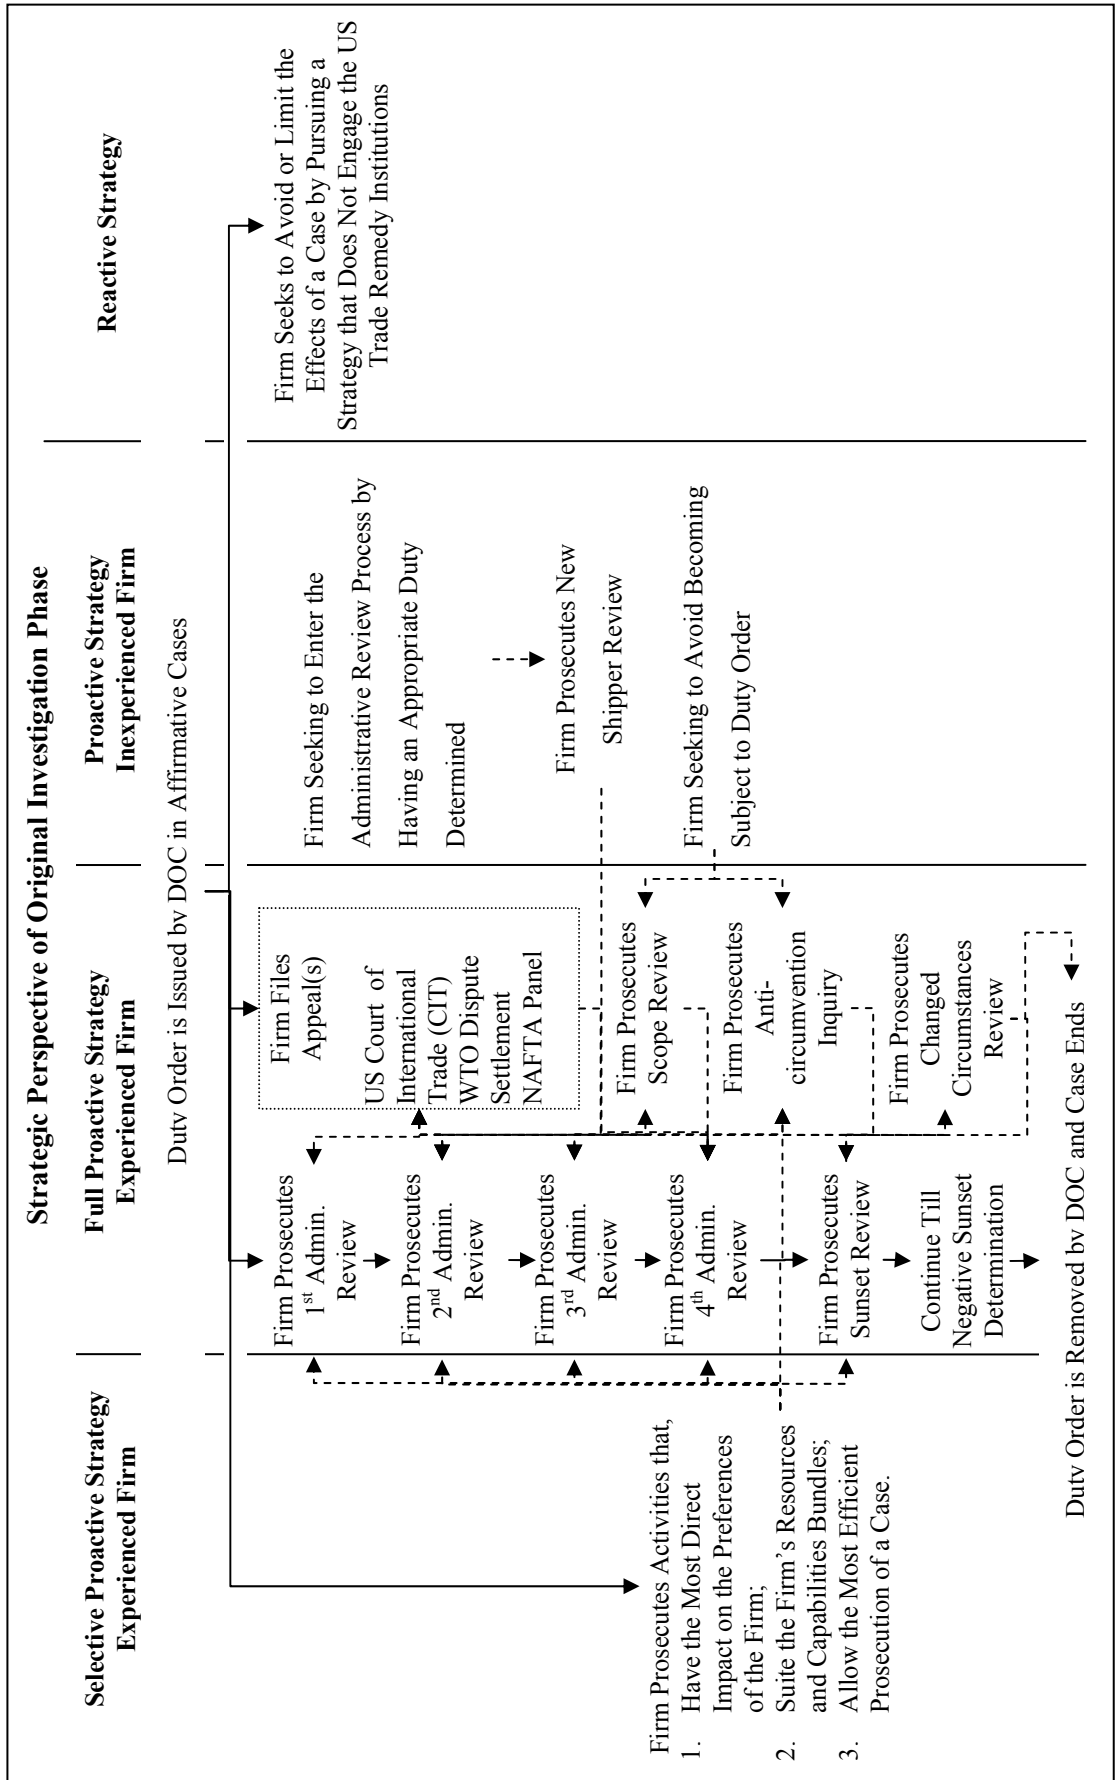 Strategic Perspective of Original Investigation Phase
Selective Proactive Strategy
Experienced Firm
Full Proactive Strategy
Experienced Firm
Proactive Strategy
Inexperienced Firm
Reactive Strategy
Duty Order is Issued by DOC in Affirmative Cases
Firm Prosecutes Activities that,
1. Have the Most Direct
Impact on the Preferences
of the Firm;
2. Suite the Firm's Resources
and Capabilities Bundles;
3. Allow the Most Efficient
Prosecution of a Case.
Firm Prosecutes
1st Admin.
Review
Firm Prosecutes
2nd Admin.
Review
Firm Prosecutes
3rd Admin.
Review
Firm Prosecutes
4th Admin.
Review
Firm Prosecutes
Sunset Review
Continue Till
Negative Sunset
Determination
Firm Files
Appeal(s)
US Court of
International
Trade (CIT)
WTO Dispute
Settlement
NAFTA Panel
Firm Prosecutes
Scope Review
Firm Prosecutes
Anti-
circumvention
Inquiry
Firm Prosecutes
Changed
Circumstances
Review
Firm Seeking to Enter the
Administrative Review Process by
Having an Appropriate Duty
Determined
Firm Prosecutes New
Shipper Review
Firm Seeking to Avoid Becoming
Subject to Duty Order
Firm Seeks to Avoid or Limit the
Effects of a Case by Pursuing a
Strategy that Does Not Engage the US
Trade Remedy Institutions
Duty Order is Removed by DOC and Case Ends